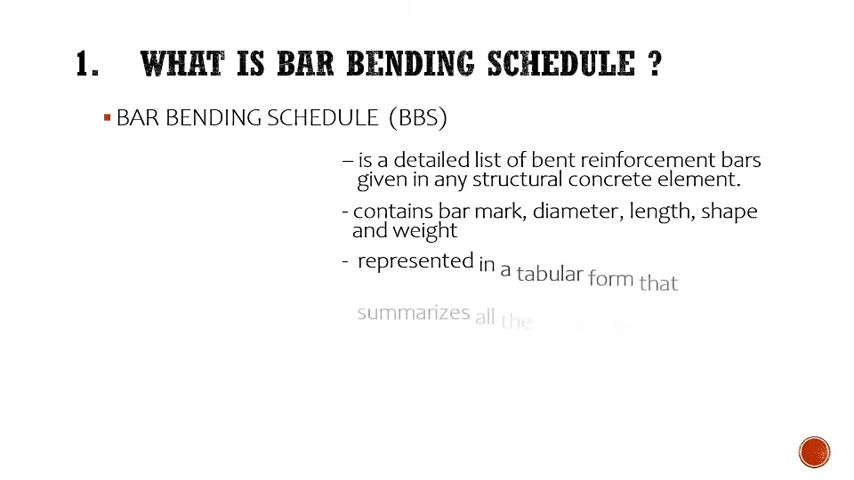 1. WHAT IS BAR BENDING SCHEDULE ?
▪ BAR BENDING SCHEDULE (BBS)
– is a detailed list of bent reinforcement bars
given in any structural concrete element.
- contains bar mark, diameter, length, shape
and weight
- represented in a tabular form that
summarizes all the